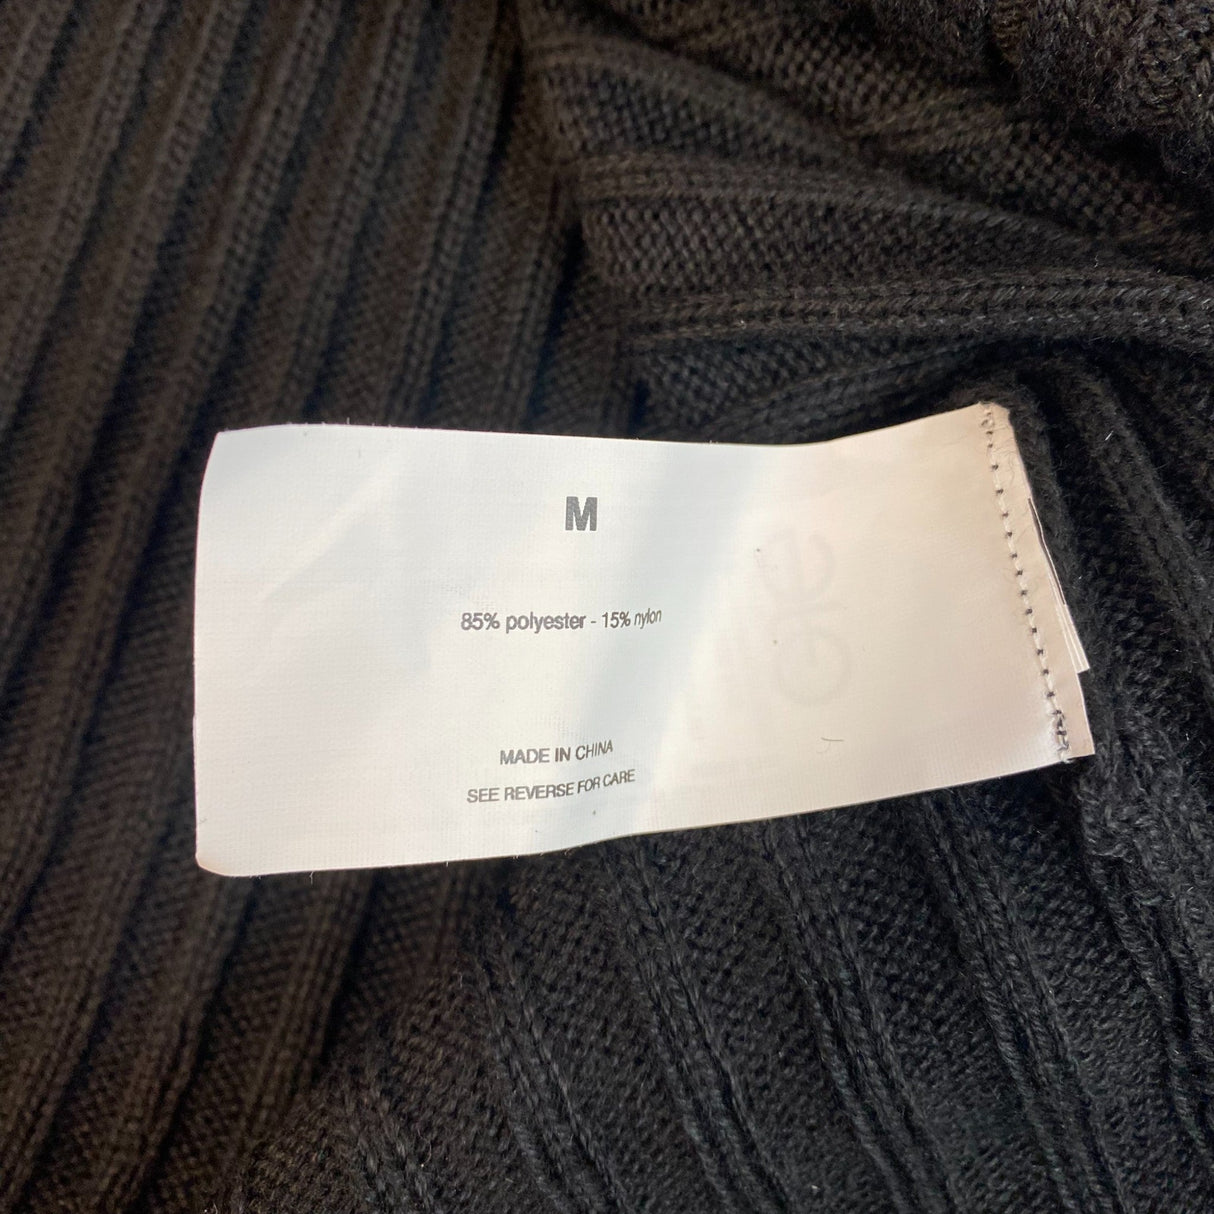 M
85% polyester - 15% nylon
MADE IN CHINA
SEE REVERSE FOR CARE